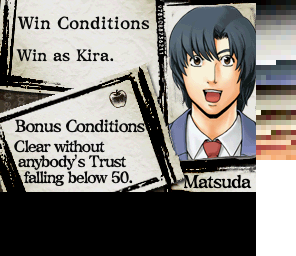 Win Conditions
Win as Kira.
Bonus Conditions
Clear without
anybody's Trust
falling below 50.
Matsuda